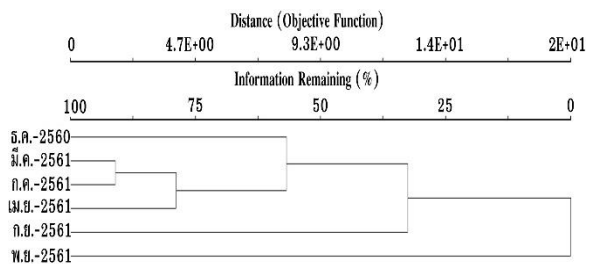 Distance (Objective Function)
0 4.7E+00 9.3E+00 1.4E+01 2E+01
Information Remaining (%)
100 75 50 25 0
ธ.ค.-2560
มี.ค.-2561
ก.ค.-2561
เม.ย.-2561
ก.ย.-2561
พ.ย.-2561